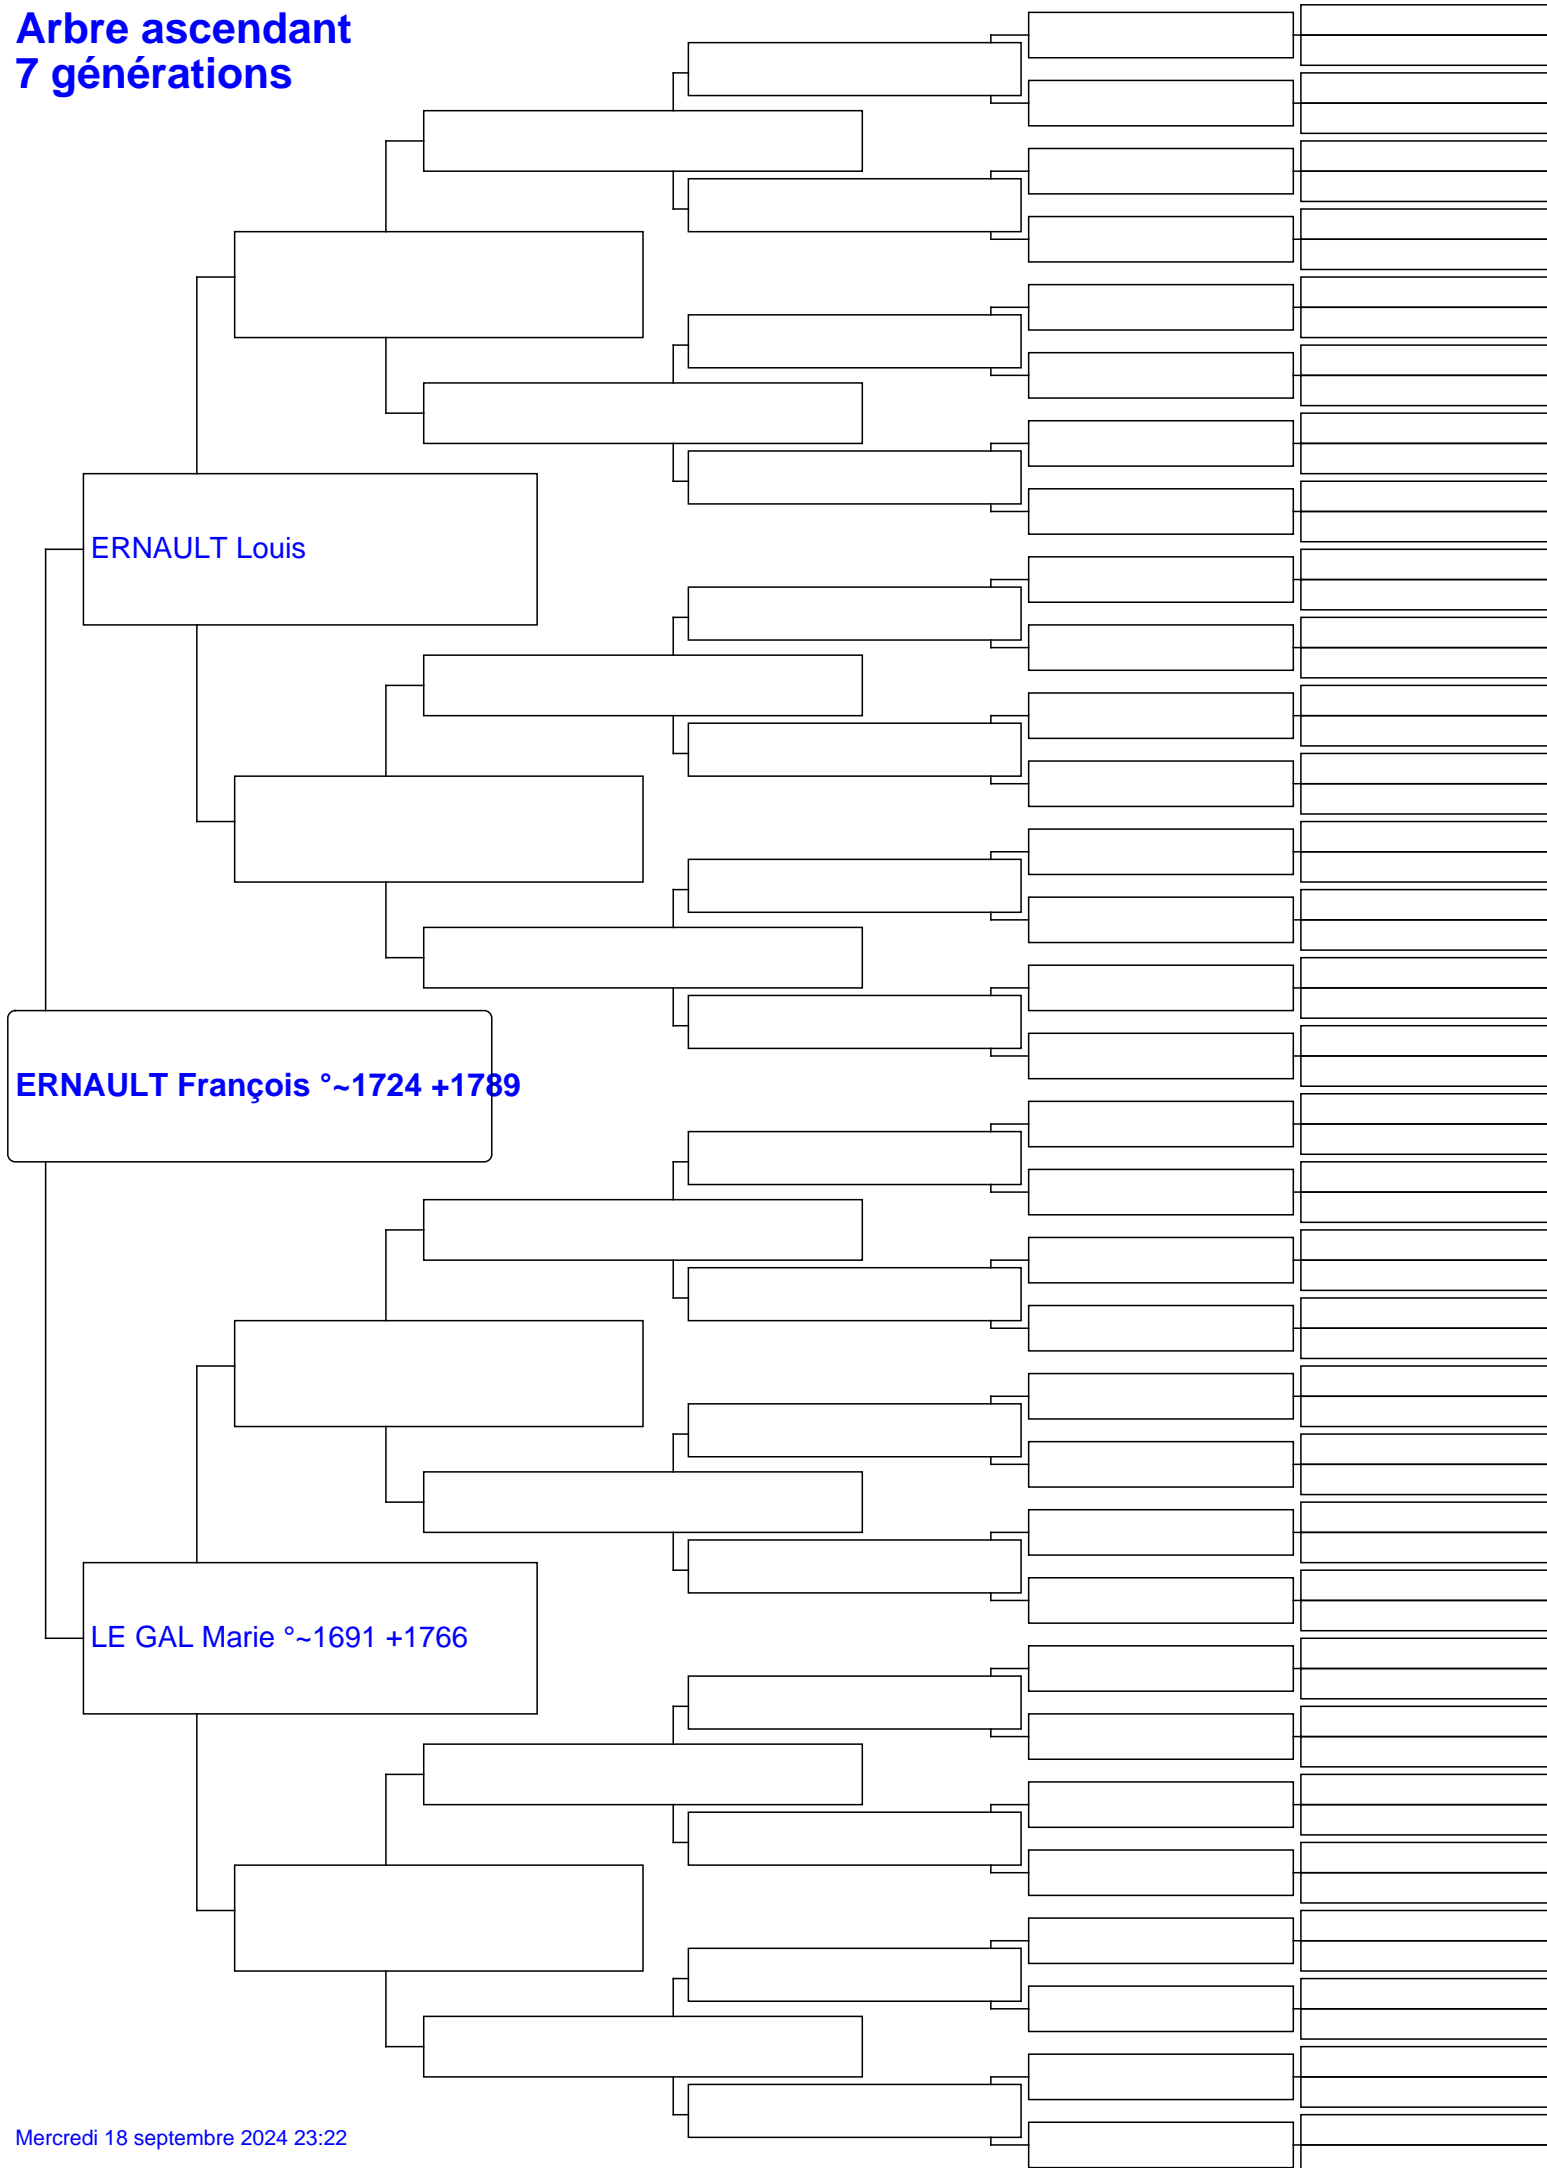 Arbre ascendant
7 générations
ERNAULT Louis
ERNAULT François °~1724 +1789
LE GAL Marie °~1691 +1766
Mercredi 18 septembre 2024 23:22